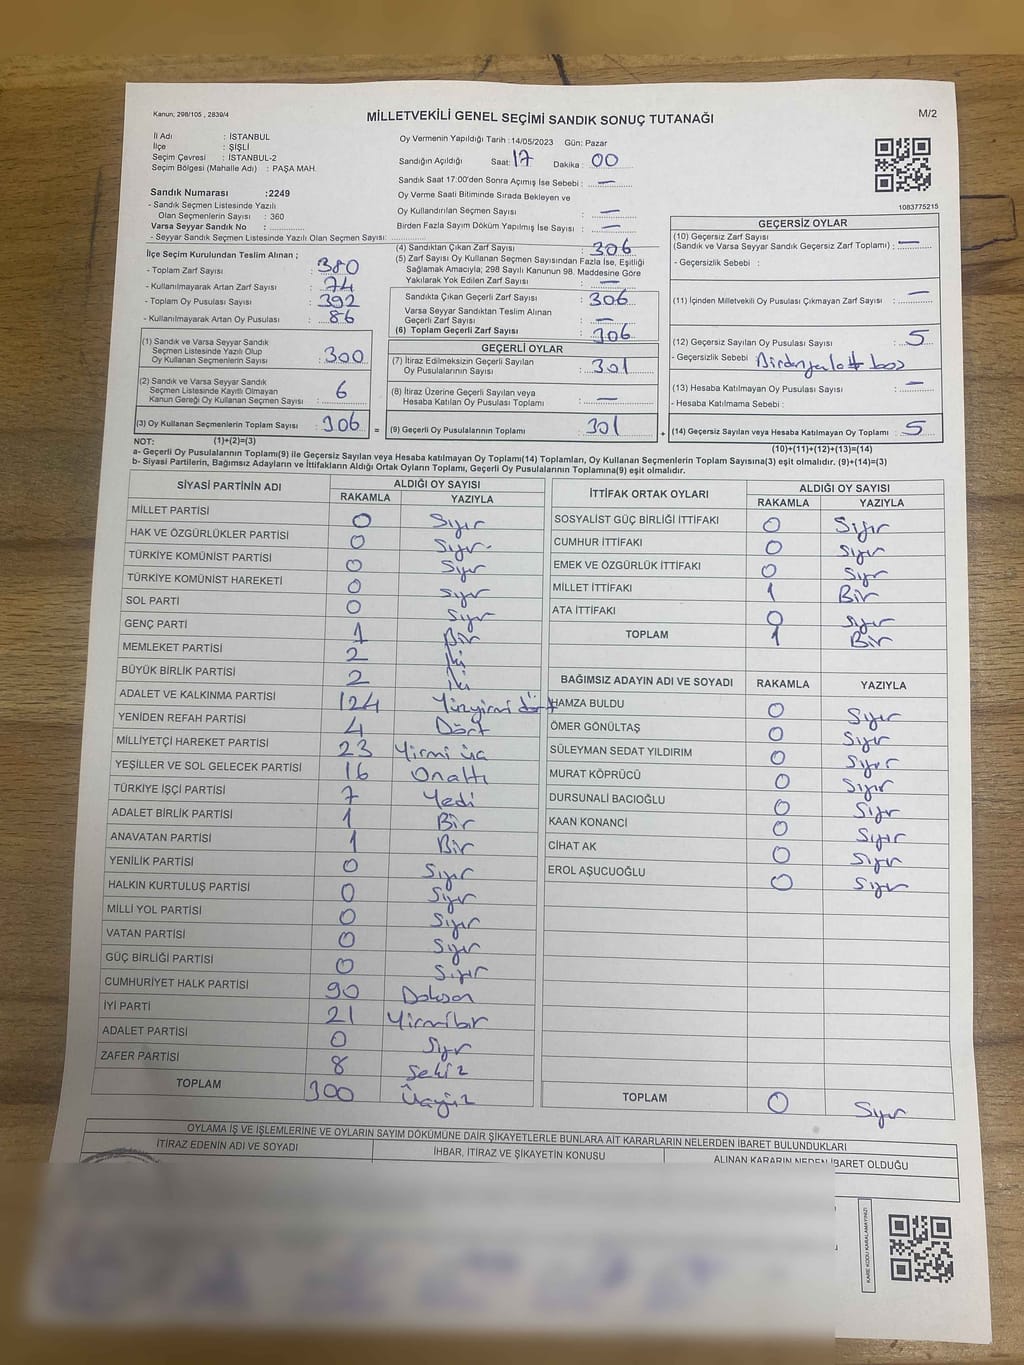 Kanun; 298/105 , 2839/4
MİLLETVEKİLİ GENEL SEÇİMİ SANDIK SONUÇ TUTANAĞI
M/2
İl Adı : İSTANBUL
İlçe : ŞİŞLİ
Seçim Çevresi : İSTANBUL-2
Seçim Bölgesi (Mahalle Adı) : PAŞA MAH.
Sandık Numarası :2249
- Sandık Seçmen Listesinde Yazılı
Olan Seçmenlerin Sayısı : 360
Varsa Seyyar Sandık No :
- Seyyar Sandık Seçmen Listesinde Yazılı Olan Seçmen Sayısı:
İlçe Seçim Kurulundan Teslim Alınan ;
- Toplam Zarf Sayısı : 380
- Kullanılmayarak Artan Zarf Sayısı : 74
- Toplam Oy Pusulası Sayısı : 392
- Kullanılmayarak Artan Oy Pusulası : 86
(1) Sandık ve Varsa Seyyar Sandık
Seçmen Listesinde Yazılı Olup
Oy Kullanan Seçmenlerin Sayısı : 300
(2) Sandık ve Varsa Seyyar Sandık
Seçmen Listesinde Kayıtlı Olmayan
Kanun Gereği Oy Kullanan Seçmen Sayısı : 6
(3) Oy Kullanan Seçmenlerin Toplam Sayısı : 306
Oy Vermenin Yapıldığı Tarih : 14/05/2023 Gün: Pazar
Sandığın Açıldığı Saat: 17 Dakika : 00
Sandık Saat 17:00'den Sonra Açımış İse Sebebi : —
Oy Verme Saati Bitiminde Sırada Bekleyen ve
Oy Kullandırılan Seçmen Sayısı : —
Birden Fazla Sayım Döküm Yapılmış İse Sayısı : —
(4) Sandıktan Çıkan Zarf Sayısı : 306
(5) Zarf Sayısı Oy Kullanan Seçmen Sayısından Fazla İse, Eşitliği
Sağlamak Amacıyla; 298 Sayılı Kanunun 98. Maddesine Göre
Yakılarak Yok Edilen Zarf Sayısı : —
Sandıkta Çıkan Geçerli Zarf Sayısı : 306
Varsa Seyyar Sandıktan Teslim Alınan
Geçerli Zarf Sayısı : —
(6) Toplam Geçerli Zarf Sayısı : 306
GEÇERLİ OYLAR
(7) İtiraz Edilmeksizin Geçerli Sayılan
Oy Pusulalarının Sayısı : 301
(8) İtiraz Üzerine Geçerli Sayılan veya
Hesaba Katılan Oy Pusulası Toplamı : —
= (9) Geçerli Oy Pusulalarının Toplamı : 301
1083775215
GEÇERSİZ OYLAR
(10) Geçersiz Zarf Sayısı
(Sandık ve Varsa Seyyar Sandık Geçersiz Zarf Toplamı) : —
- Geçersizlik Sebebi :
(11) İçinden Milletvekili Oy Pusulası Çıkmayan Zarf Sayısı : —
(12) Geçersiz Sayılan Oy Pusulası Sayısı : 5
- Geçersizlik Sebebi :
(13) Hesaba Katılmayan Oy Pusulası Sayısı : —
- Hesaba Katılmama Sebebi :
+ (14) Geçersiz Sayılan veya Hesaba Katılmayan Oy Toplamı : 5
NOT: (1)+(2)=(3)
(10)+(11)+(12)+(13)=(14)
a- Geçerli Oy Pusulalarının Toplamı(9) ile Geçersiz Sayılan veya Hesaba katılmayan Oy Toplamı(14) Toplamları, Oy Kullanan Seçmenlerin Toplam Sayısına(3) eşit olmalıdır. (9)+(14)=(3)
b- Siyasi Partilerin, Bağımsız Adayların ve İttifakların Aldığı Ortak Oyların Toplamı, Geçerli Oy Pusulalarının Toplamına(9) eşit olmalıdır.
SİYASİ PARTİNİN ADI ALDIĞI OY SAYISI
RAKAMLA YAZIYLA
MİLLET PARTİSİ 0 Sıfır
HAK VE ÖZGÜRLÜKLER PARTİSİ 0 Sıfır
TÜRKİYE KOMÜNİST PARTİSİ 0 Sıfır
TÜRKİYE KOMÜNİST HAREKETİ 0 Sıfır
SOL PARTİ 0 Sıfır
GENÇ PARTİ 1 Bir
MEMLEKET PARTİSİ 2 İki
BÜYÜK BİRLİK PARTİSİ 2 İki
ADALET VE KALKINMA PARTİSİ 124 Yüzyirmi dört
YENİDEN REFAH PARTİSİ 4 Dört
MİLLİYETÇİ HAREKET PARTİSİ 23 Yirmi üç
YEŞİLLER VE SOL GELECEK PARTİSİ 16 Onaltı
TÜRKİYE İŞÇİ PARTİSİ 7 Yedi
ADALET BİRLİK PARTİSİ 1 Bir
ANAVATAN PARTİSİ 1 Bir
YENİLİK PARTİSİ 0 Sıfır
HALKIN KURTULUŞ PARTİSİ 0 Sıfır
MİLLİ YOL PARTİSİ 0 Sıfır
VATAN PARTİSİ 0 Sıfır
GÜÇ BİRLİĞİ PARTİSİ 0 Sıfır
CUMHURİYET HALK PARTİSİ 90 Doksan
İYİ PARTİ 21 Yirmibir
ADALET PARTİSİ 0 Sıfır
ZAFER PARTİSİ 8 Sekiz
TOPLAM 300 Üçyüz
İTTİFAK ORTAK OYLARI ALDIĞI OY SAYISI
RAKAMLA YAZIYLA
SOSYALİST GÜÇ BİRLİĞİ İTTİFAKI 0 Sıfır
CUMHUR İTTİFAKI 0 Sıfır
EMEK VE ÖZGÜRLÜK İTTİFAKI 0 Sıfır
MİLLET İTTİFAKI 1 Bir
ATA İTTİFAKI 0 Sıfır
TOPLAM 1 Bir
BAĞIMSIZ ADAYIN ADI VE SOYADI RAKAMLA YAZIYLA
HAMZA BULDU 0 Sıfır
ÖMER GÖNÜLTAŞ 0 Sıfır
SÜLEYMAN SEDAT YILDIRIM 0 Sıfır
MURAT KÖPRÜCÜ 0 Sıfır
DURSUNALİ BACIOĞLU 0 Sıfır
KAAN KONANCİ 0 Sıfır
CİHAT AK 0 Sıfır
EROL AŞUCUOĞLU 0 Sıfır
TOPLAM 0 Sıfır
OYLAMA İŞ VE İŞLEMLERİNE VE OYLARIN SAYIM DÖKÜMÜNE DAİR ŞİKAYETLERLE BUNLARA AİT KARARLARIN NELERDEN İBARET BULUNDUKLARI
İTİRAZ EDENİN ADI VE SOYADI İHBAR, İTİRAZ VE ŞİKAYETİN KONUSU ALINAN KARARIN NEDEN İBARET OLDUĞU
KARE KODU KARALAMAYINIZ!